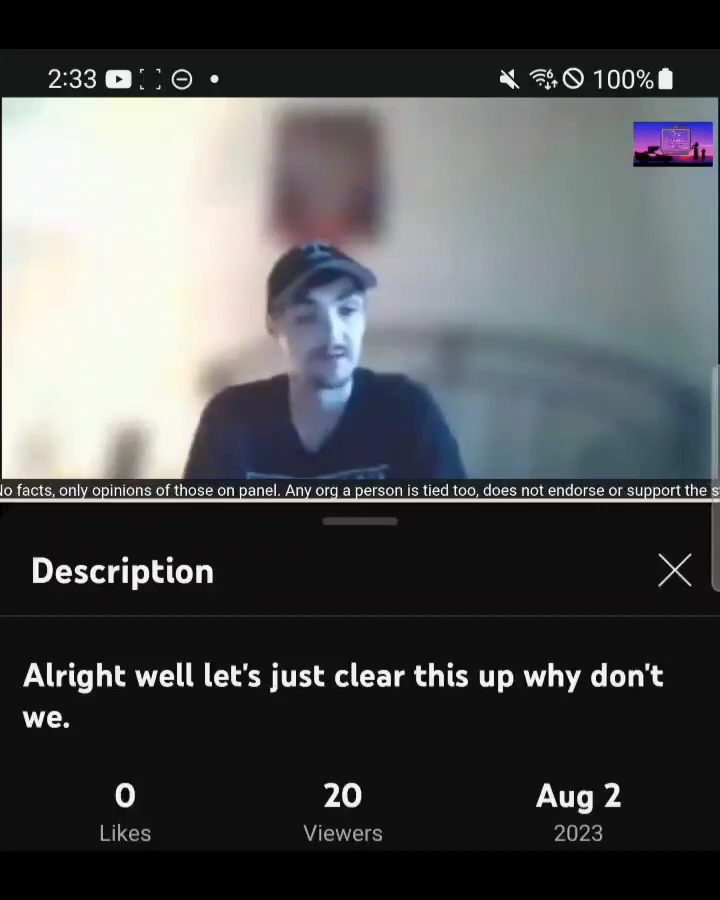 2:33
100%
No facts, only opinions of those on panel. Any org a person is tied too, does not endorse or support the s
Description
Alright well let's just clear this up why don't
we.
0
20
Aug 2
Likes
Viewers
2023